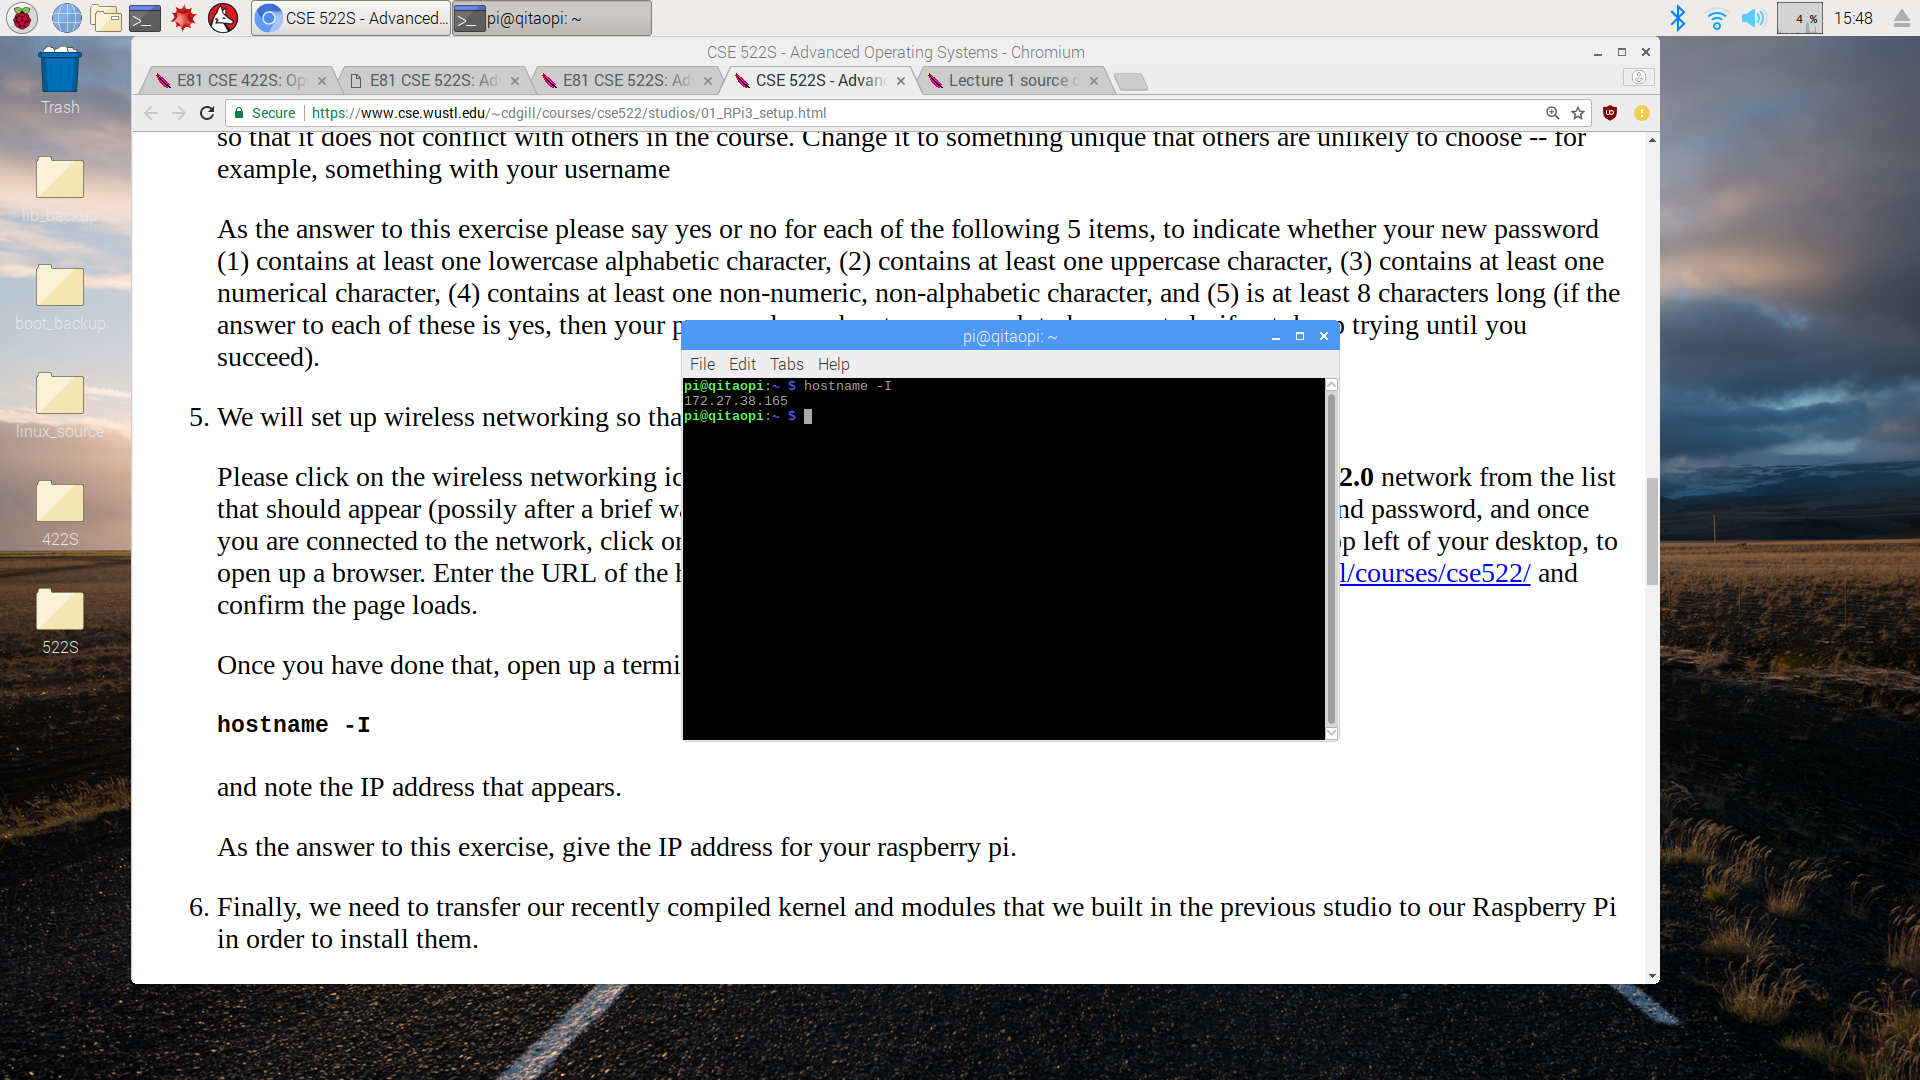 CSE 522S - Advanced...
pi@qitaopi: ~
4 %
15:48
Trash
lib_backup
boot_backup
linux_source
422S
522S
CSE 522S - Advanced Operating Systems - Chromium
E81 CSE 422S: Op
E81 CSE 522S: Ad
E81 CSE 522S: Ad
CSE 522S - Advan
Lecture 1 source c
Secure
https://www.cse.wustl.edu/~cdgill/courses/cse522/studios/01_RPi3_setup.html
so that it does not conflict with others in the course. Change it to something unique that others are unlikely to choose -- for
example, something with your username
As the answer to this exercise please say yes or no for each of the following 5 items, to indicate whether your new password
(1) contains at least one lowercase alphabetic character, (2) contains at least one uppercase character, (3) contains at least one
numerical character, (4) contains at least one non-numeric, non-alphabetic character, and (5) is at least 8 characters long (if the
answer to each of these is yes, then your trying until you
succeed).
5. We will set up wireless networking so tha
Please click on the wireless networking ic 2.0 network from the list
that should appear (possily after a brief wa nd password, and once
you are connected to the network, click on op left of your desktop, to
open up a browser. Enter the URL of the h l/courses/cse522/ and
confirm the page loads.
Once you have done that, open up a termi
hostname -I
and note the IP address that appears.
As the answer to this exercise, give the IP address for your raspberry pi.
6. Finally, we need to transfer our recently compiled kernel and modules that we built in the previous studio to our Raspberry Pi
in order to install them.
pi@qitaopi: ~
File Edit Tabs Help
pi@qitaopi:~ $ hostname -I
172.27.38.165
pi@qitaopi:~ $